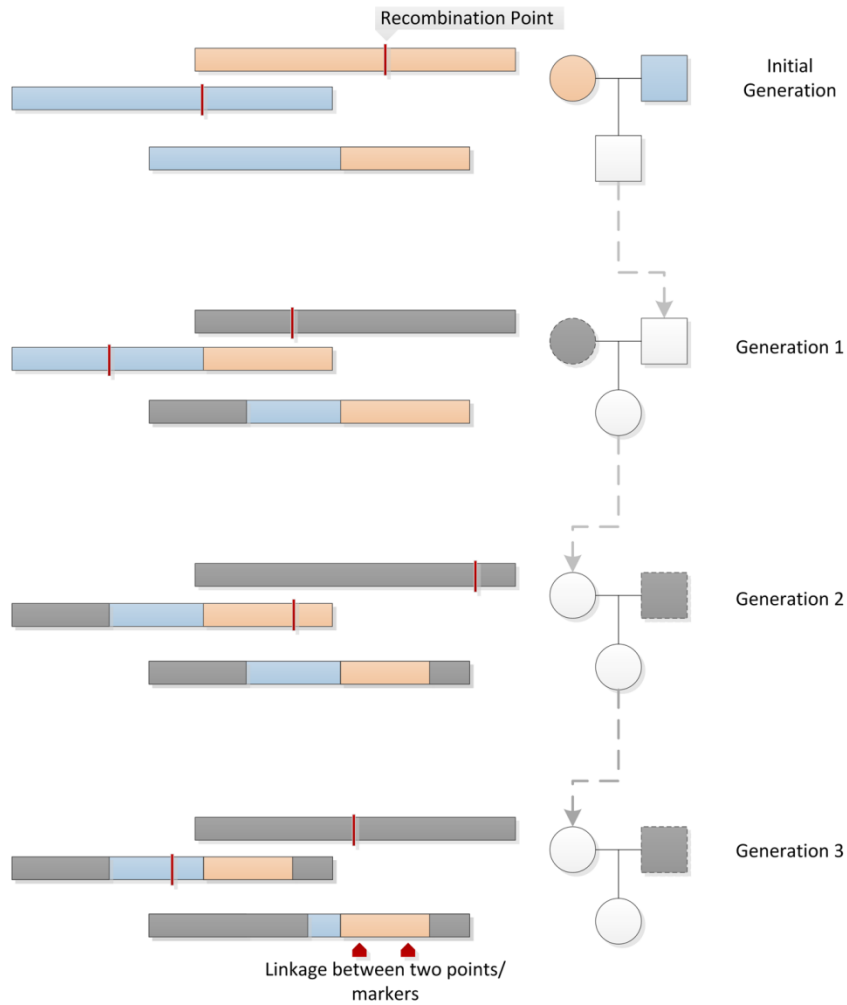 Recombination Point
Initial
Generation
Generation 1
Generation 2
Generation 3
Linkage between two points/
markers